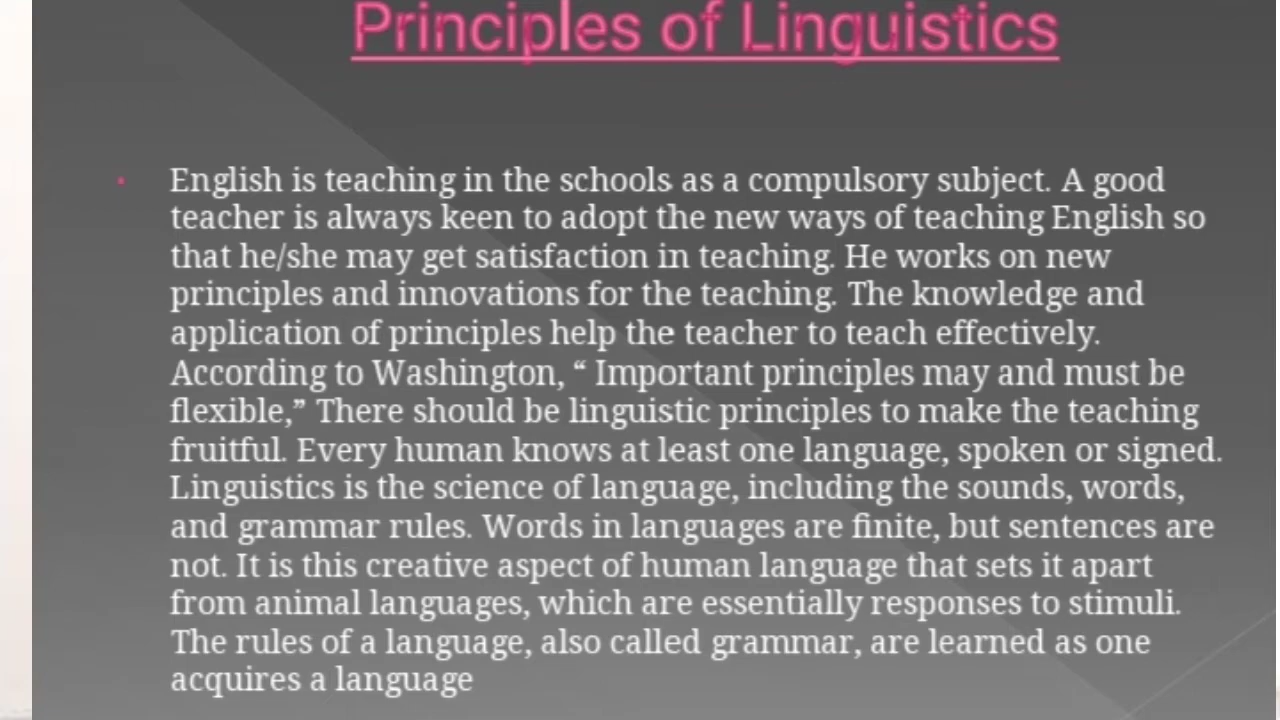 Principles of Linguistics
English is teaching in the schools as a compulsory subject. A good
teacher is always keen to adopt the new ways of teaching English so
that he/she may get satisfaction in teaching. He works on new
principles and innovations for the teaching. The knowledge and
application of principles help the teacher to teach effectively.
According to Washington, “ Important principles may and must be
flexible,” There should be linguistic principles to make the teaching
fruitful. Every human knows at least one language, spoken or signed.
Linguistics is the science of language, including the sounds, words,
and grammar rules. Words in languages are finite, but sentences are
not. It is this creative aspect of human language that sets it apart
from animal languages, which are essentially responses to stimuli.
The rules of a language, also called grammar, are learned as one
acquires a language